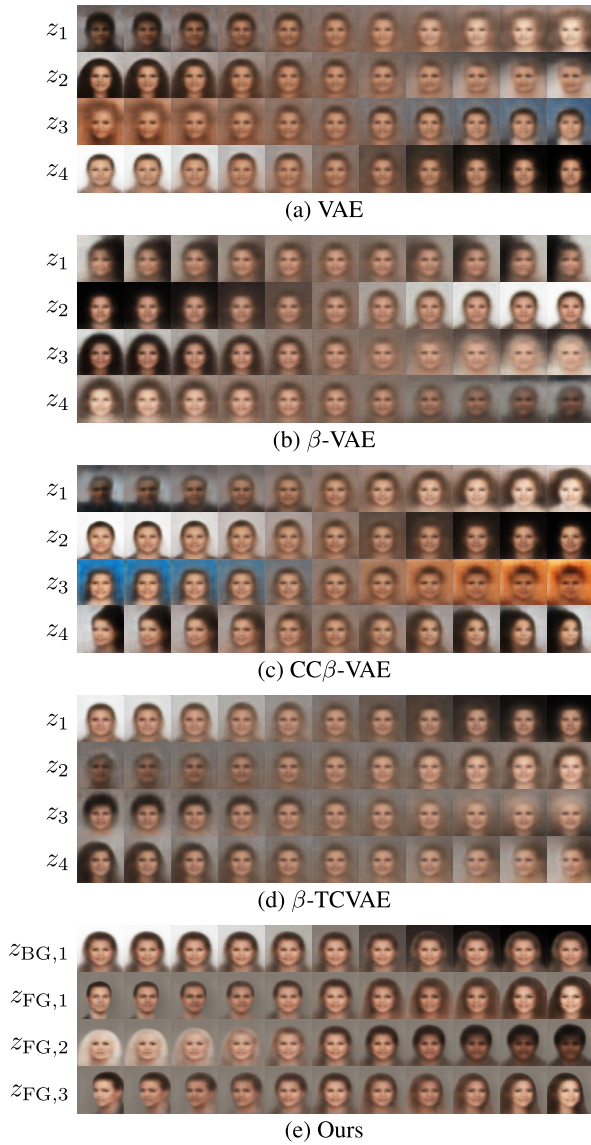 z1
z2
z3
z4
(a) VAE
z1
z2
z3
z4
(b) β-VAE
z1
z2
z3
z4
(c) CCβ-VAE
z1
z2
z3
z4
(d) β-TCVAE
zBG,1
zFG,1
zFG,2
zFG,3
(e) Ours